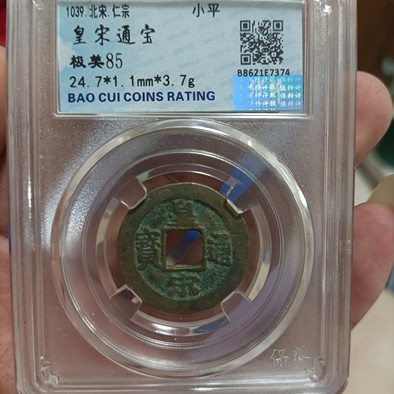 1039.北宋.仁宗 小平
皇宋通宝
极美85
24.7*1.1mm*3.7g
B8621E7374
BAO CUI COINS RATING
皇
寳 通
宋